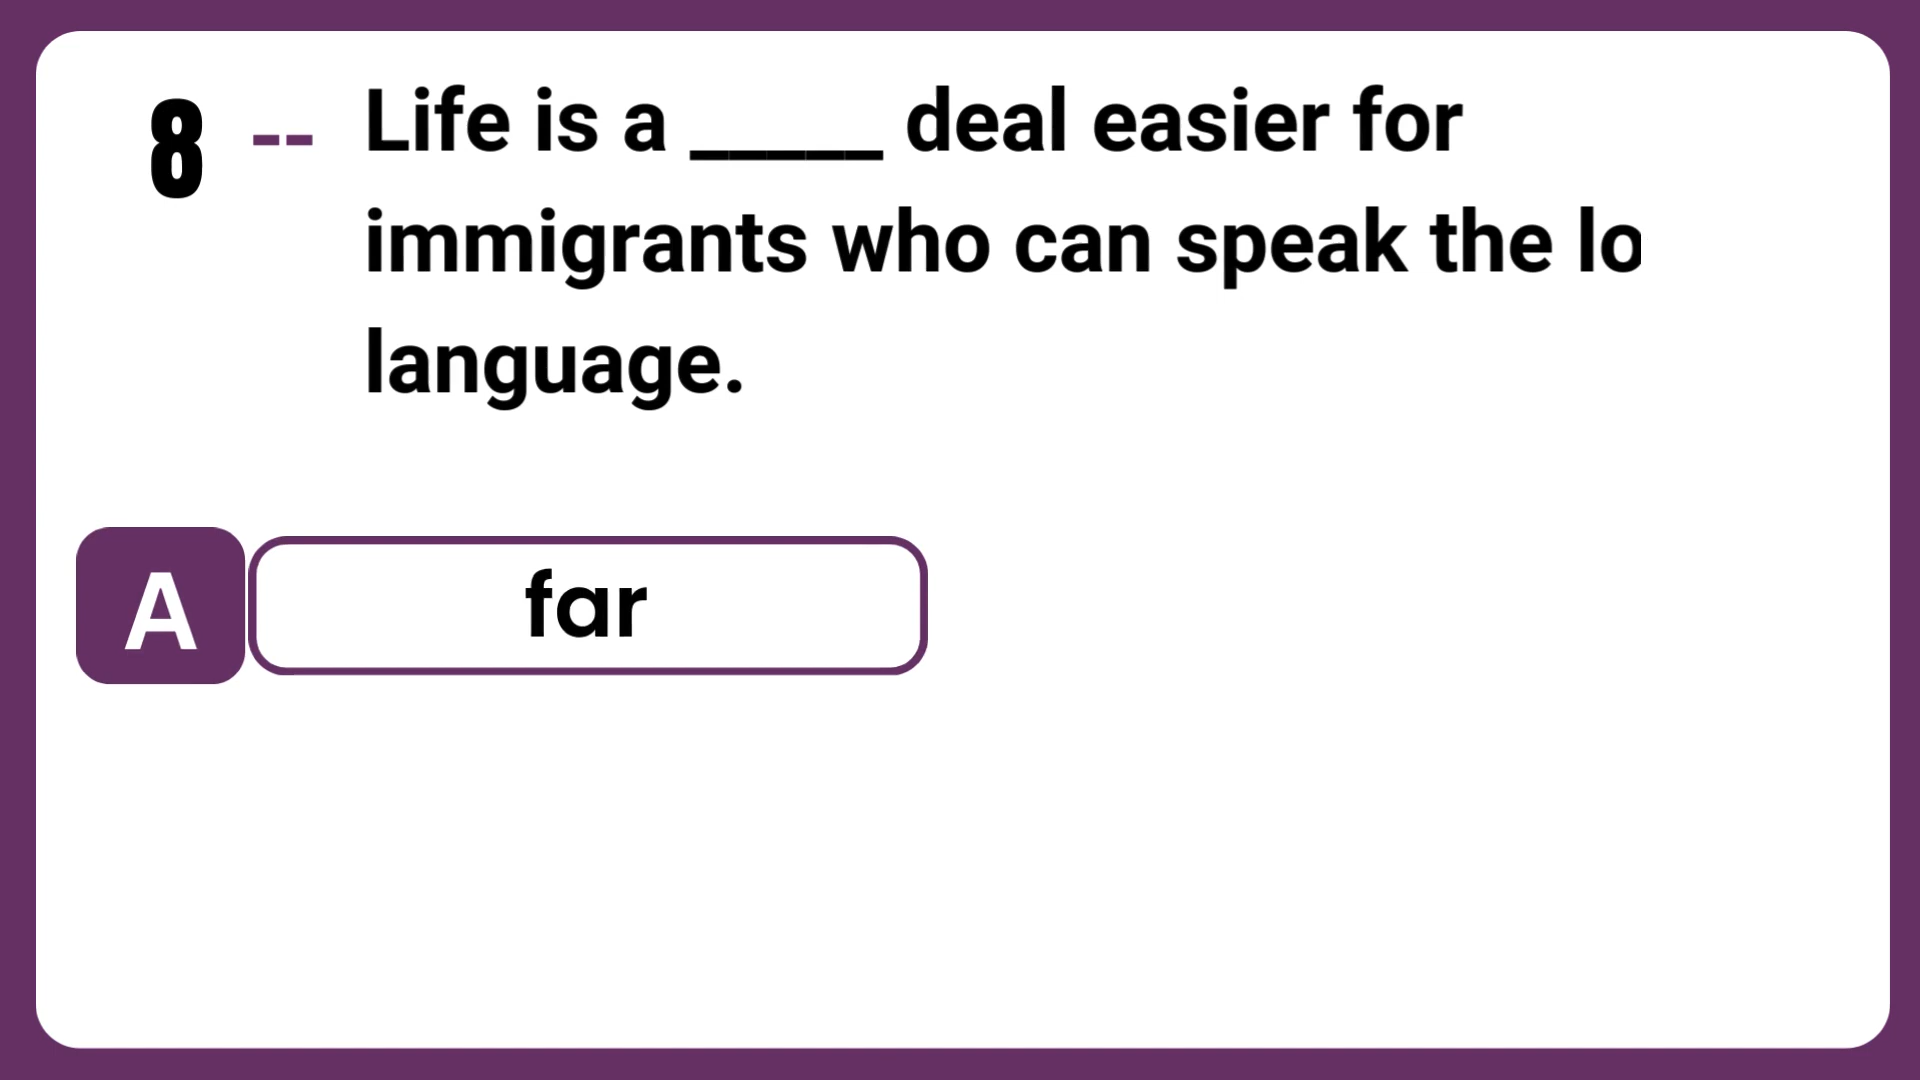 8 -- Life is a _____ deal easier for
immigrants who can speak the lo
language.
A far